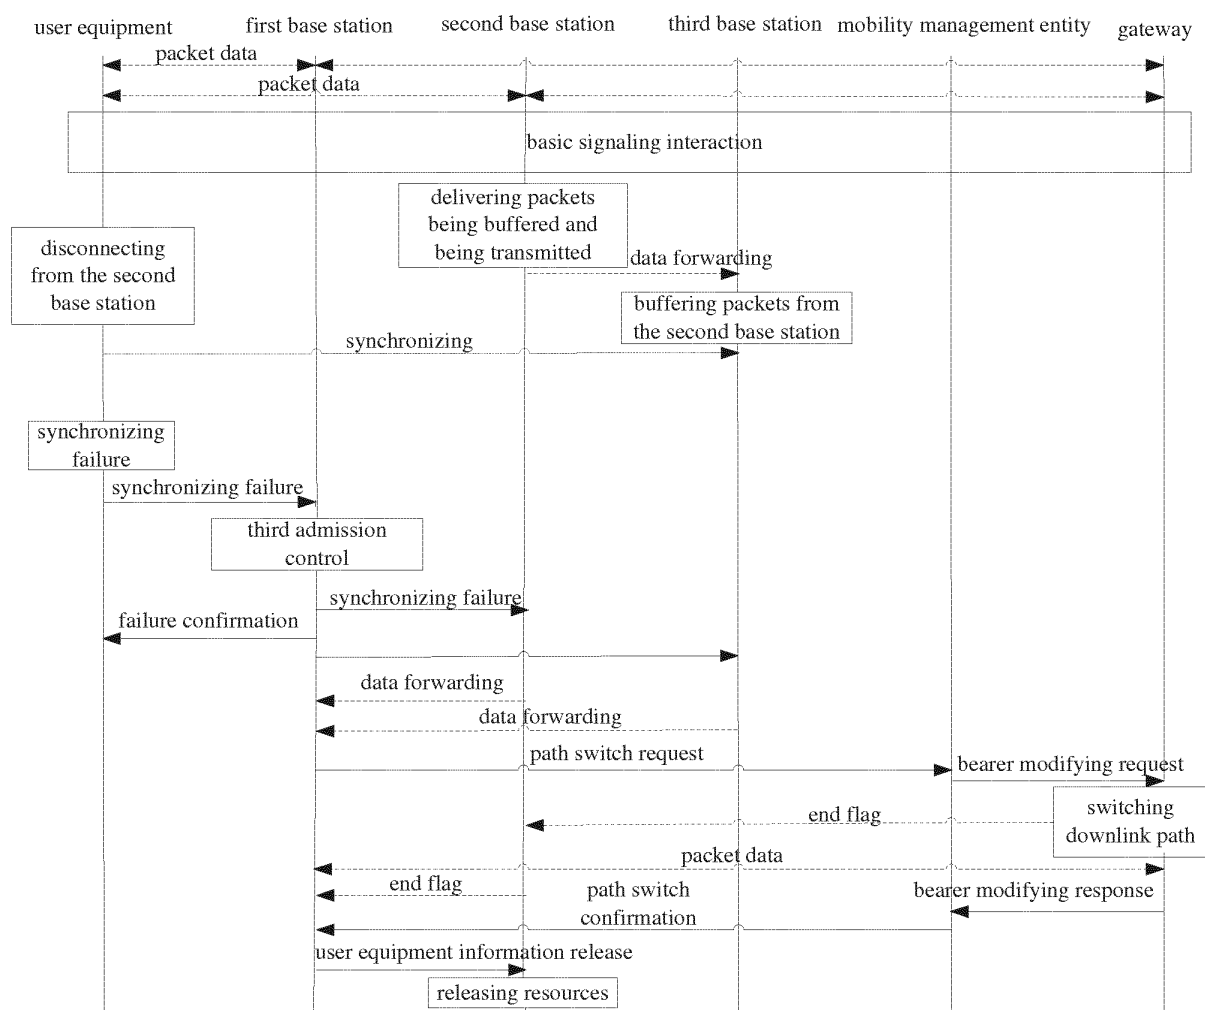 user equipment
first base station
second base station
third base station
mobility management entity
gateway
packet data
packet data
basic signaling interaction
delivering packets
being buffered and
being transmitted
disconnecting
from the second
base station
data forwarding
buffering packets from
the second base station
synchronizing
synchronizing
failure
synchronizing failure
third admission
control
synchronizing failure
failure confirmation
data forwarding
data forwarding
path switch request
bearer modifying request
switching
downlink path
end flag
packet data
end flag
path switch
confirmation
bearer modifying response
user equipment information release
releasing resources